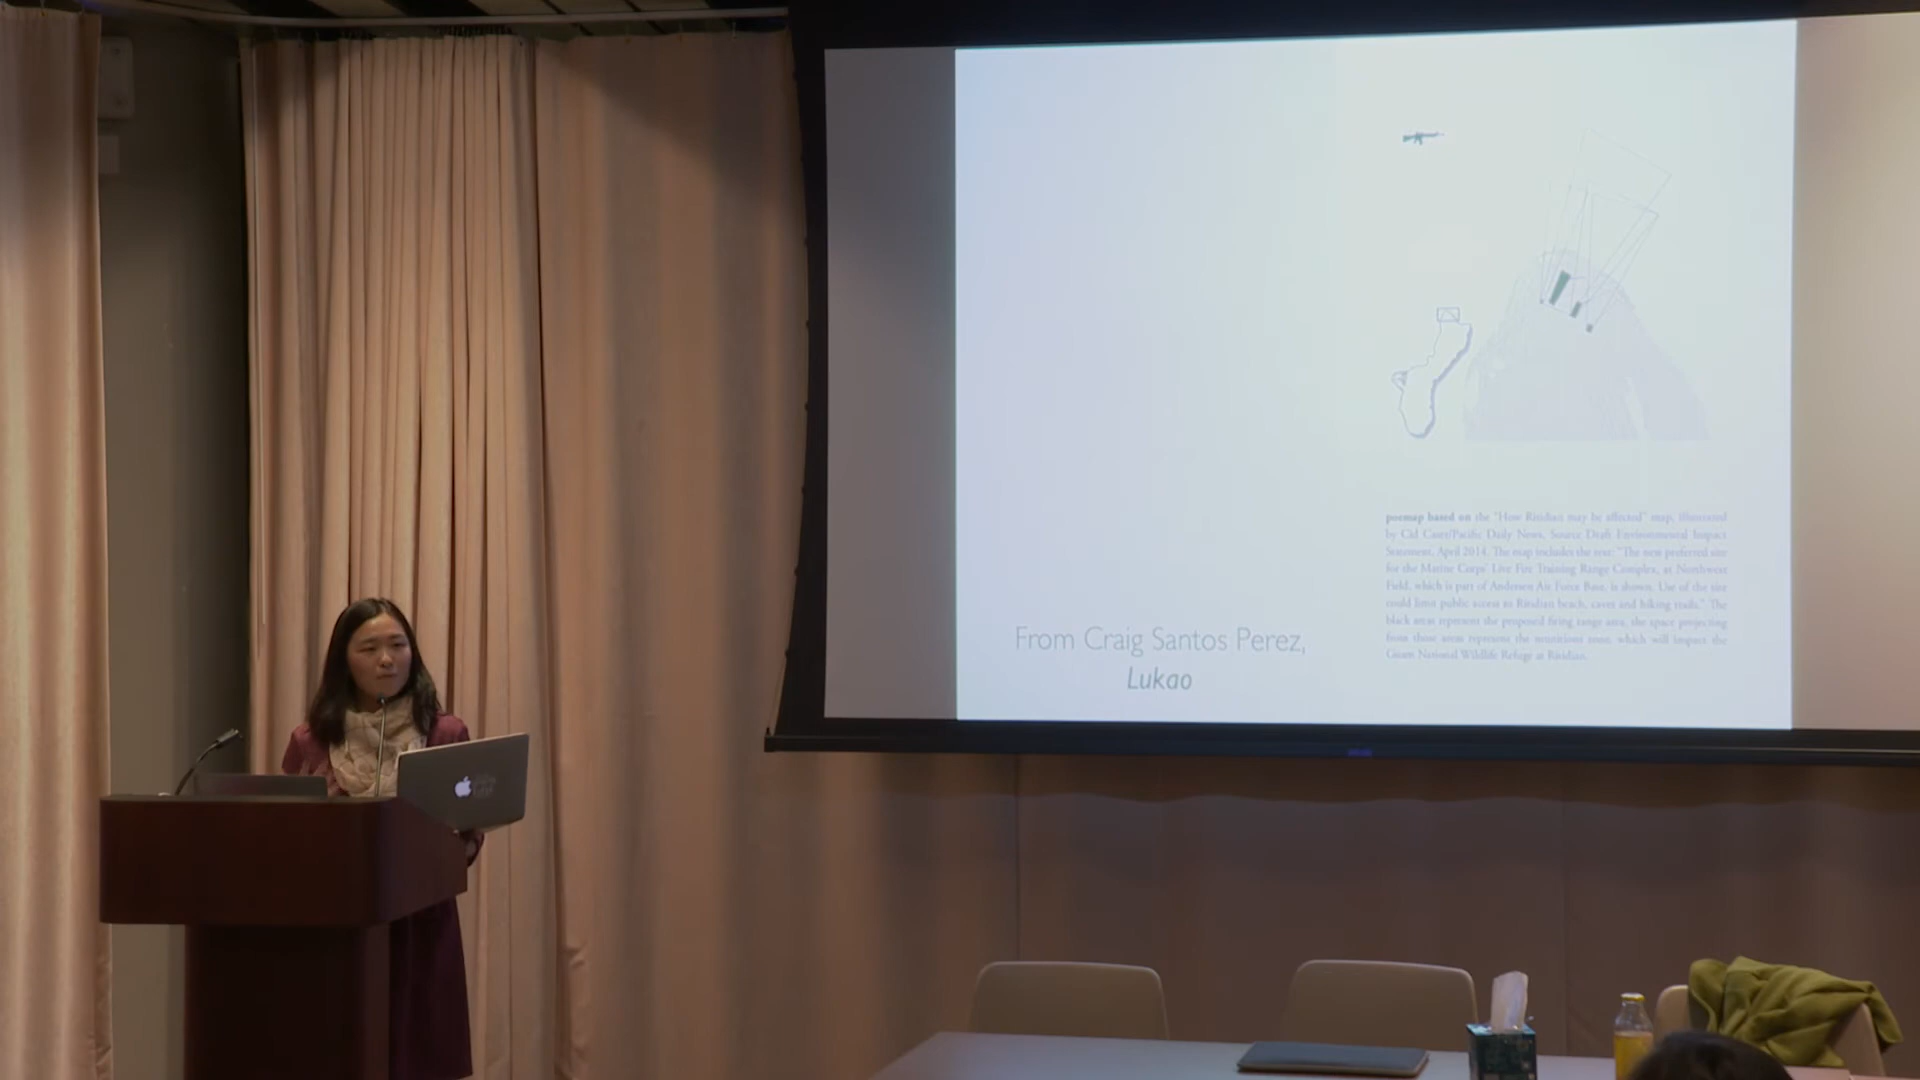 From Craig Santos Perez,
Lukao
poemap based on the "How Ritidian may be affected" map, illustrated
by Cid Caser/Pacific Daily News. Source Draft Environmental Impact
Statement, April 2014. The map includes the text: "The new preferred site
for the Marine Corps' Live Fire Training Range Complex, at Northwest
Field, which is part of Andersen Air Force Base, is shown. Use of the site
could limit public access to Ritidian beach, caves and hiking trails." The
black areas represent the proposed firing range area, the space projecting
from those areas represent the munitions zone, which will impact the
Guam National Wildlife Refuge at Ritidian.